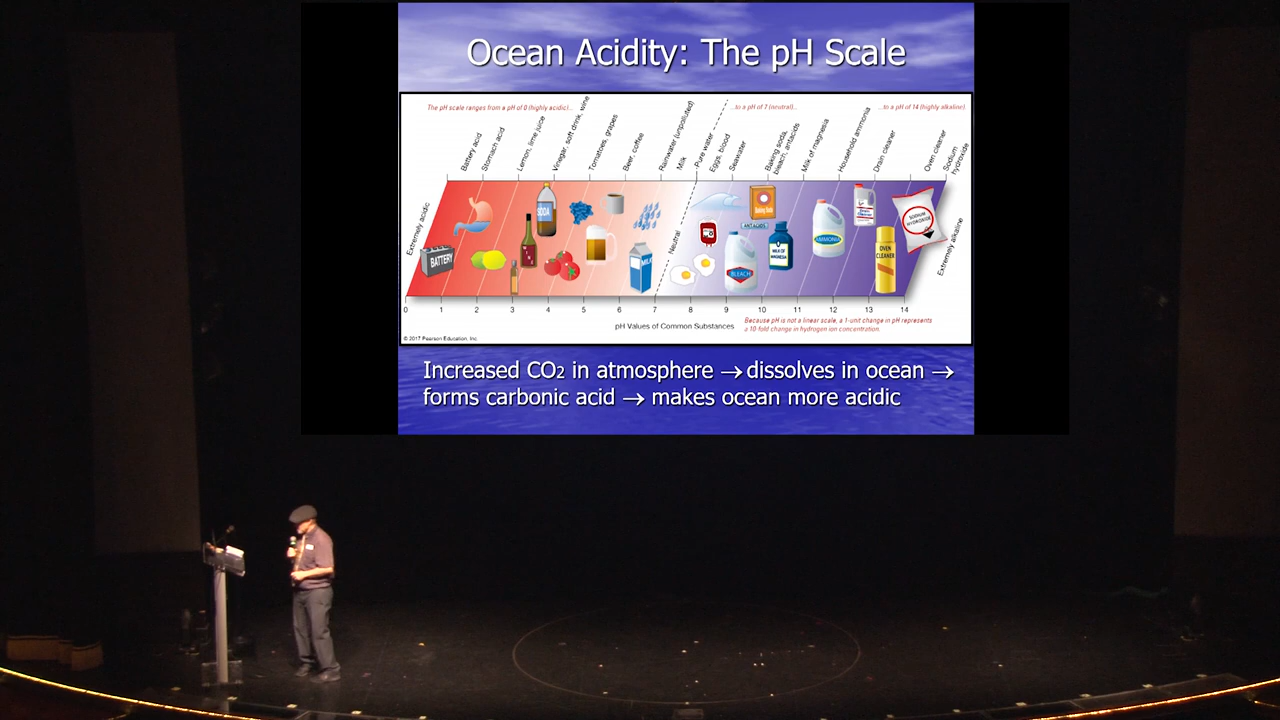 Ocean Acidity: The pH Scale
The pH scale ranges from a pH of 0 (highly acidic)...
...to a pH of 7 (neutral)...
...to a pH of 14 (highly alkaline).
Battery acid
Stomach acid
Lemon, lime juice
Vinegar, soft drink, wine
Tomatoes, grapes
Beer, coffee
Rainwater (unpolluted)
Milk
Pure water
Eggs, blood
Seawater
Baking soda,
bleach, antacids
Milk of magnesia
Household ammonia
Drain cleaner
Oven cleaner
Sodium
hydroxide
Extremely acidic
BATTERY
SODA
MILK
Neutral
Baking Soda
ANTACIDS
BLEACH
MILK OF
MAGNESIA
AMMONIA
OVEN
CLEANER
SODIUM
HYDROXIDE
Extremely alkaline
0 1 2 3 4 5 6 7 8 9 10 11 12 13 14
pH Values of Common Substances
Because pH is not a linear scale, a 1-unit change in pH represents
a 10-fold change in hydrogen ion concentration.
© 2017 Pearson Education, Inc.
Increased CO2 in atmosphere → dissolves in ocean →
forms carbonic acid → makes ocean more acidic